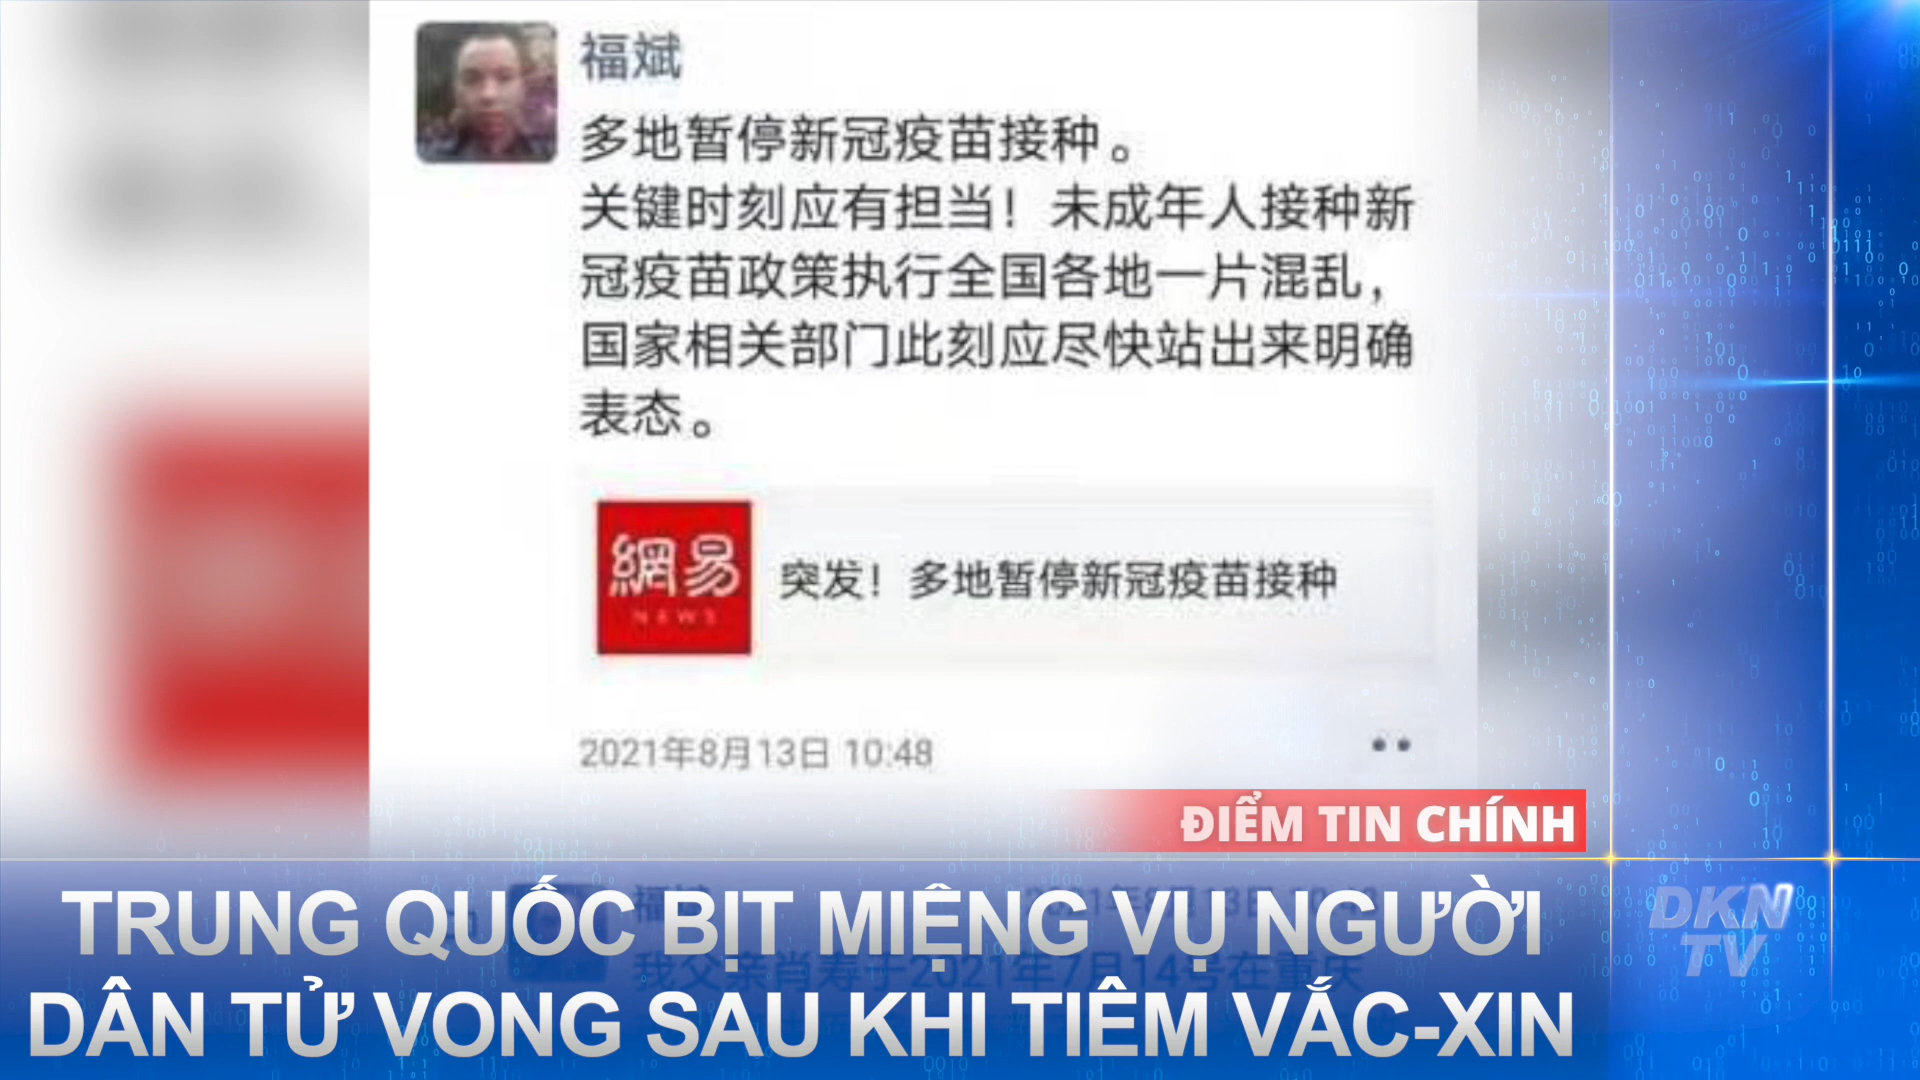 福斌
多地暂停新冠疫苗接种。
关键时刻应有担当！未成年人接种新
冠疫苗政策执行全国各地一片混乱，
国家相关部门此刻应尽快站出来明确
表态。
網易
NEWS
突发！多地暂停新冠疫苗接种
2021年8月13日 10:48
ĐIỂM TIN CHÍNH
TRUNG QUỐC BỊT MIỆNG VỤ NGƯỜI
DÂN TỬ VONG SAU KHI TIÊM VẮC-XIN
DKN
TV